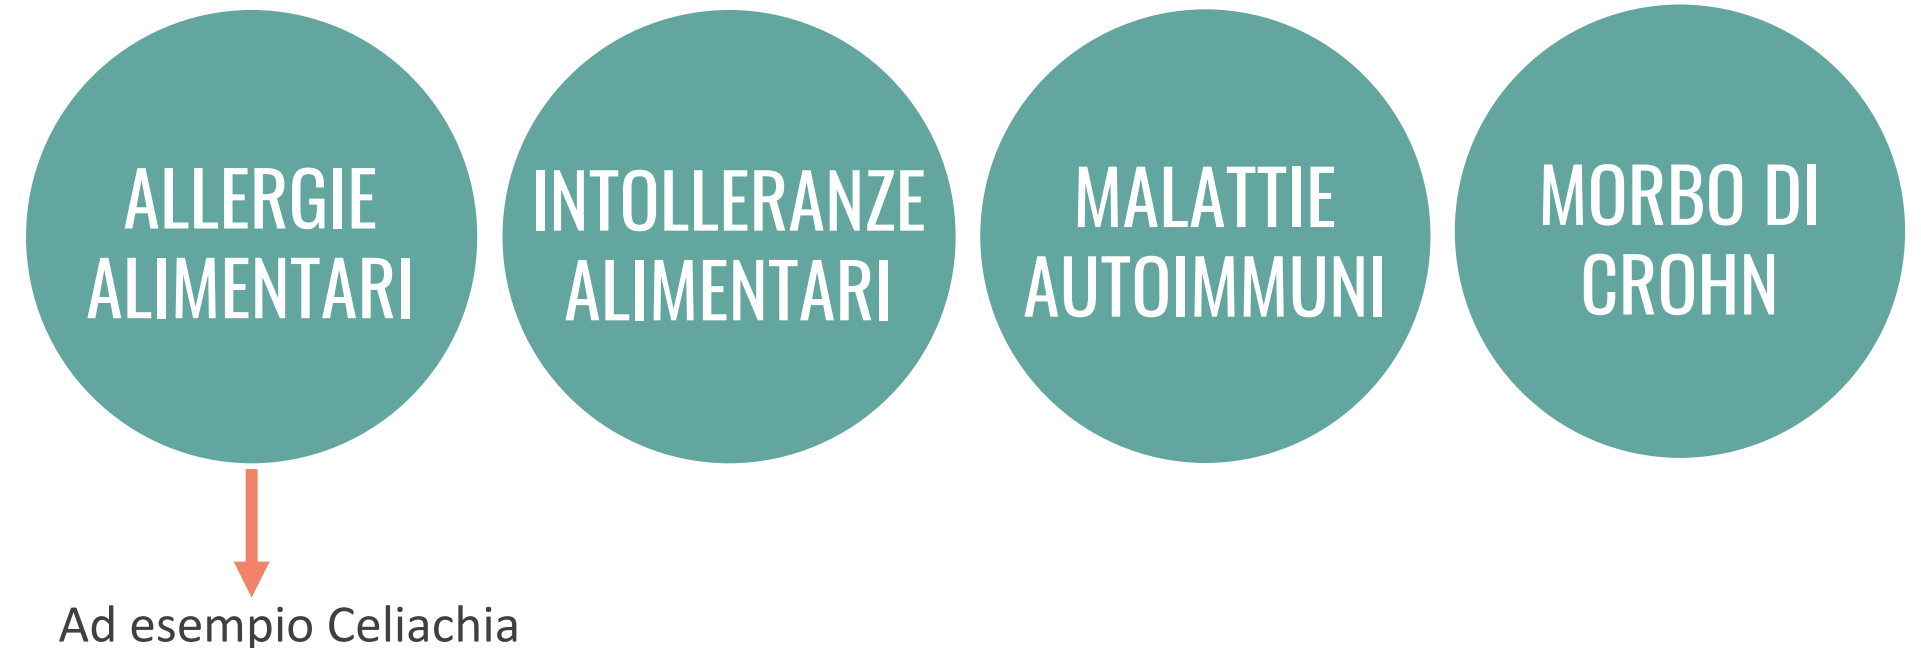 ALLERGIE
ALIMENTARI
INTOLLERANZE
ALIMENTARI
MALATTIE
AUTOIMMUNI
MORBO DI
CROHN
Ad esempio Celiachia